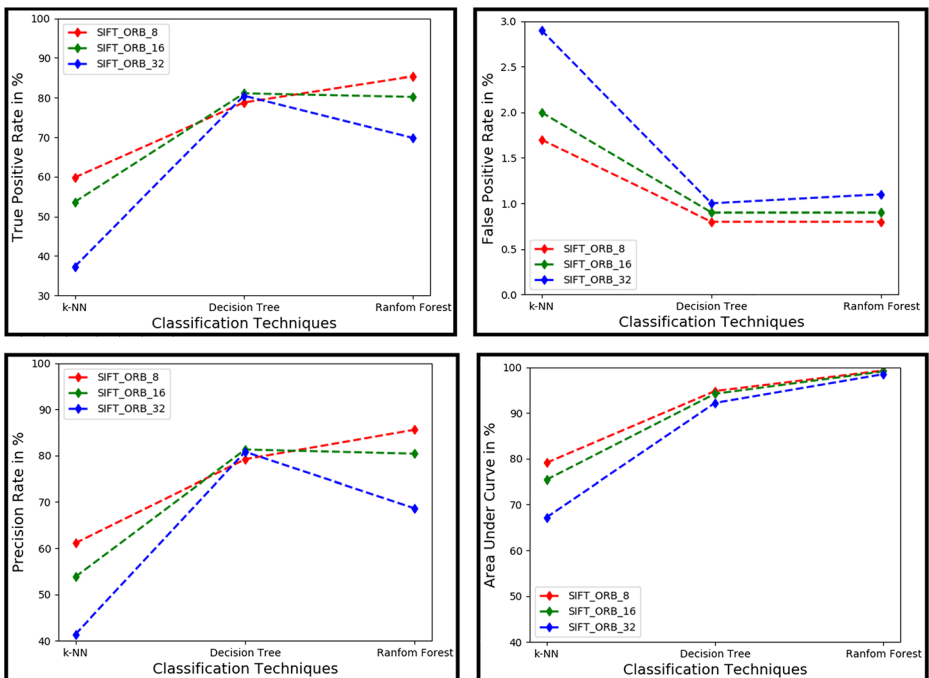 100
90
80
70
60
50
40
30
True Positive Rate in %
SIFT_ORB_8
SIFT_ORB_16
SIFT_ORB_32
k-NN
Decision Tree
Ranfom Forest
Classification Techniques
3.0
2.5
2.0
1.5
1.0
0.5
0.0
False Positive Rate in %
SIFT_ORB_8
SIFT_ORB_16
SIFT_ORB_32
k-NN
Decision Tree
Ranfom Forest
Classification Techniques
100
90
80
70
60
50
40
Precision Rate in %
SIFT_ORB_8
SIFT_ORB_16
SIFT_ORB_32
k-NN
Decision Tree
Ranfom Forest
Classification Techniques
100
90
80
70
60
50
40
Area Under Curve in %
SIFT_ORB_8
SIFT_ORB_16
SIFT_ORB_32
k-NN
Decision Tree
Ranfom Forest
Classification Techniques